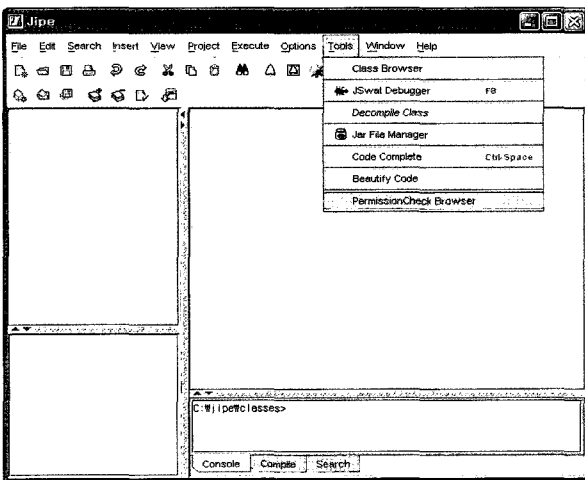 Jipe
File Edit Search Insert View Project Execute Options Tools Window Help
Class Browser
JSwat Debugger F8
Decompile Class
Jar File Manager
Code Complete Ctrl-Space
Beautify Code
PermissionCheck Browser
C:₩jipe₩classes>
Console Compile Search